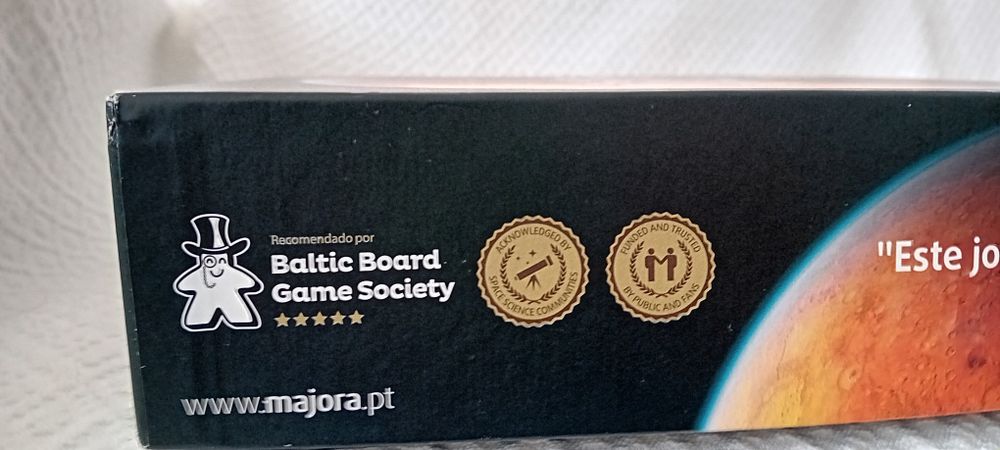 Recomendado por
Baltic Board
Game Society
ACKNOWLEDGED BY
SPACE SCIENCE COMMUNITIES
FUNDED AND TRUSTED
BY PUBLIC AND FANS
"Este jo
www.majora.pt